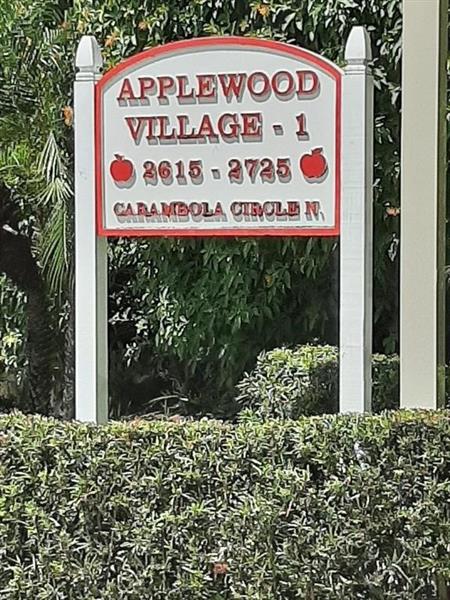 APPLEWOOD
VILLAGE - 1
2615 - 2725
CARAMBOLA CIRCLE N.